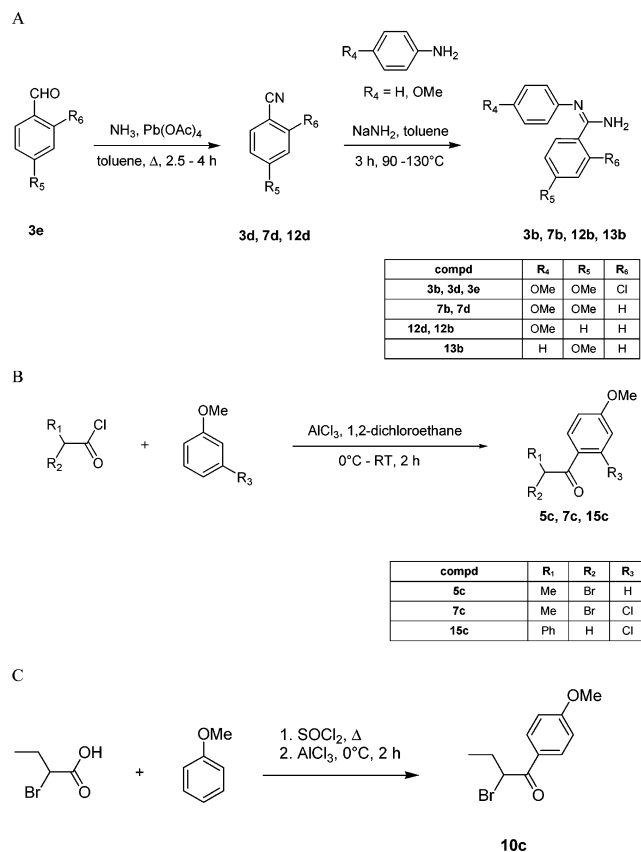 A
R4
NH2
R4 = H, OMe
CHO
R6
R5
NH3, Pb(OAc)4
toluene, Δ, 2.5 - 4 h
CN
R6
R5
NaNH2, toluene
3 h, 90 -130°C
R4
N
NH2
R6
R5
3e
3d, 7d, 12d
3b, 7b, 12b, 13b
compd R4 R5 R6
3b, 3d, 3e OMe OMe Cl
7b, 7d OMe OMe H
12d, 12b OMe H H
13b H OMe H
B
R1
R2
Cl
O
+
OMe
R3
AlCl3, 1,2-dichloroethane
0°C - RT, 2 h
OMe
R1
R2
O
R3
5c, 7c, 15c
compd R1 R2 R3
5c Me Br H
7c Me Br Cl
15c Ph H Cl
C
OH
Br
O
+
OMe
1. SOCl2, Δ
2. AlCl3, 0°C, 2 h
OMe
Br
O
10c